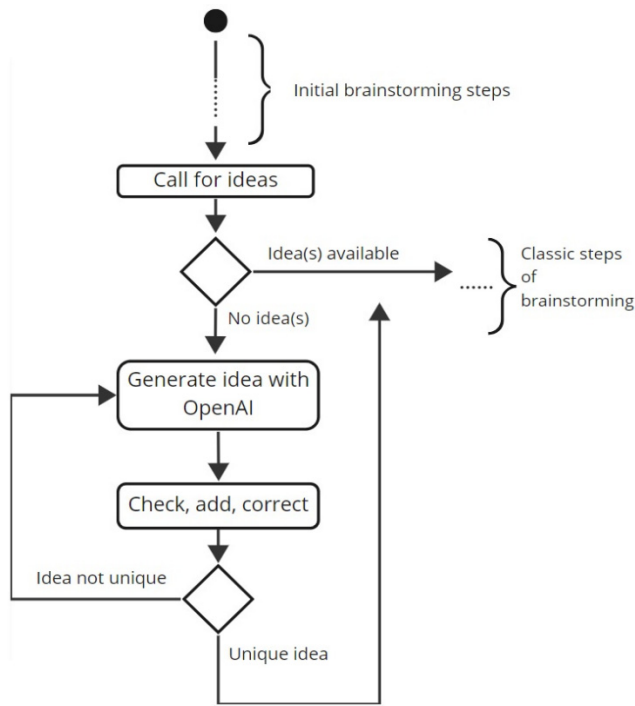 Initial brainstorming steps
Call for ideas
Idea(s) available
Classic steps
of
brainstorming
No idea(s)
Generate idea with
OpenAI
Check, add, correct
Idea not unique
Unique idea